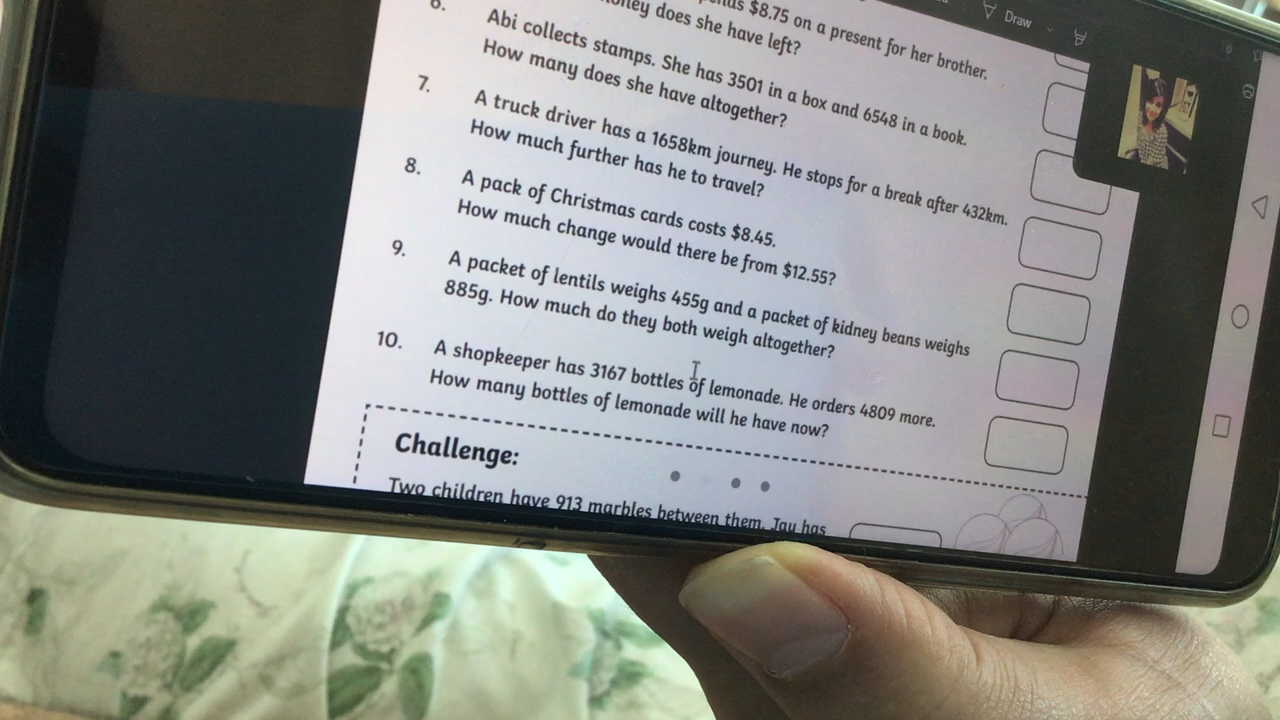 Draw
$8.75 on a present for her brother.
does she have left?
6.
Abi collects stamps. She has 3501 in a box and 6548 in a book.
How many does she have altogether?
7.
A truck driver has a 1658km journey. He stops for a break after 432km.
How much further has he to travel?
8.
A pack of Christmas cards costs $8.45.
How much change would there be from $12.55?
9.
A packet of lentils weighs 455g and a packet of kidney beans weighs
885g. How much do they both weigh altogether?
10.
A shopkeeper has 3167 bottles of lemonade. He orders 4809 more.
How many bottles of lemonade will he have now?
Challenge:
Two children have 913 marbles between them. Jay has